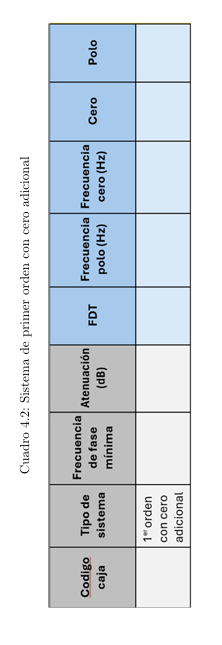 Cuadro 4.2: Sistema de primer orden con cero adicional
Codigo
caja
Tipo de
sistema
Frecuencia
de fase
mínima
Atenuación
(dB)
FDT
Frecuencia
polo (Hz)
Frecuencia
cero (Hz)
Cero
Polo
1er orden
con cero
adicional